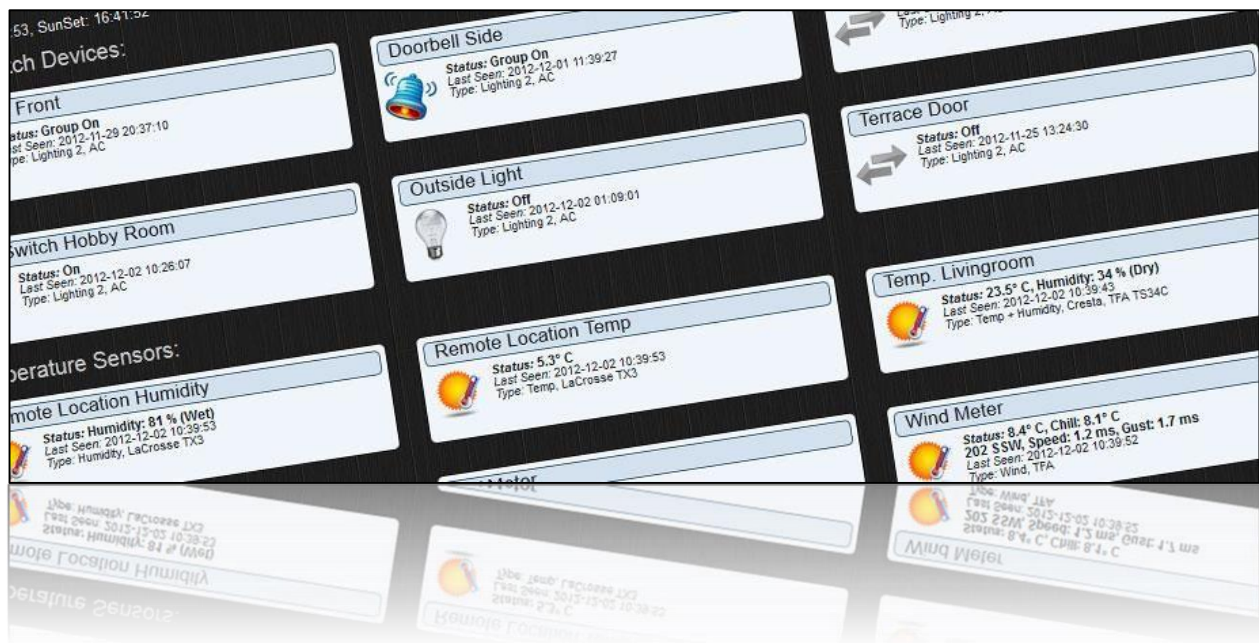 :53, SunSet: 16:41:52
ch Devices:
Front
atus: Group On
Last Seen: 2012-11-29 20:37:10
ype: Lighting 2, AC
Doorbell Side
Status: Group On
Last Seen: 2012-12-01 11:39:27
Type: Lighting 2, AC
Terrace Door
Status: Off
Last Seen: 2012-11-25 13:24:30
Type: Lighting 2, AC
Switch Hobby Room
Status: On
Last Seen: 2012-12-02 10:26:07
Type: Lighting 2, AC
Outside Light
Status: Off
Last Seen: 2012-12-02 01:09:01
Type: Lighting 2, AC
Temp. Livingroom
Status: 23.5° C, Humidity: 34 % (Dry)
Last Seen: 2012-12-02 10:39:43
Type: Temp + Humidity, Cresta, TFA TS34C
perature Sensors:
mote Location Humidity
Status: Humidity: 81 % (Wet)
Last Seen: 2012-12-02 10:39:53
Type: Humidity, LaCrosse TX3
Remote Location Temp
Status: 5.3° C
Last Seen: 2012-12-02 10:39:53
Type: Temp, LaCrosse TX3
Wind Meter
Status: 8.4° C, Chill: 8.1° C
202 SSW, Speed: 1.2 ms, Gust: 1.7 ms
Last Seen: 2012-12-02 10:39:52
Type: Wind, TFA